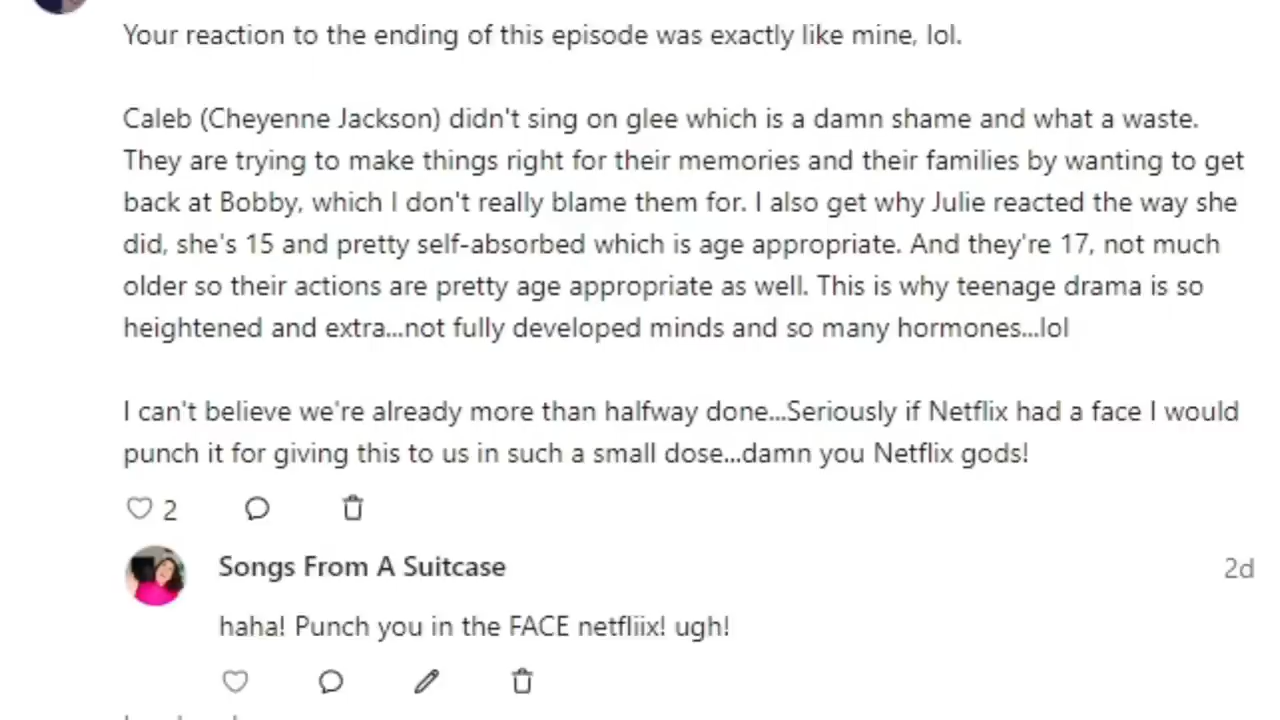 Your reaction to the ending of this episode was exactly like mine, lol.
Caleb (Cheyenne Jackson) didn't sing on glee which is a damn shame and what a waste.
They are trying to make things right for their memories and their families by wanting to get
back at Bobby, which I don't really blame them for. I also get why Julie reacted the way she
did, she's 15 and pretty self-absorbed which is age appropriate. And they're 17, not much
older so their actions are pretty age appropriate as well. This is why teenage drama is so
heightened and extra...not fully developed minds and so many hormones...lol
I can't believe we're already more than halfway done...Seriously if Netflix had a face I would
punch it for giving this to us in such a small dose...damn you Netflix gods!
2
Songs From A Suitcase
2d
haha! Punch you in the FACE netfliix! ugh!